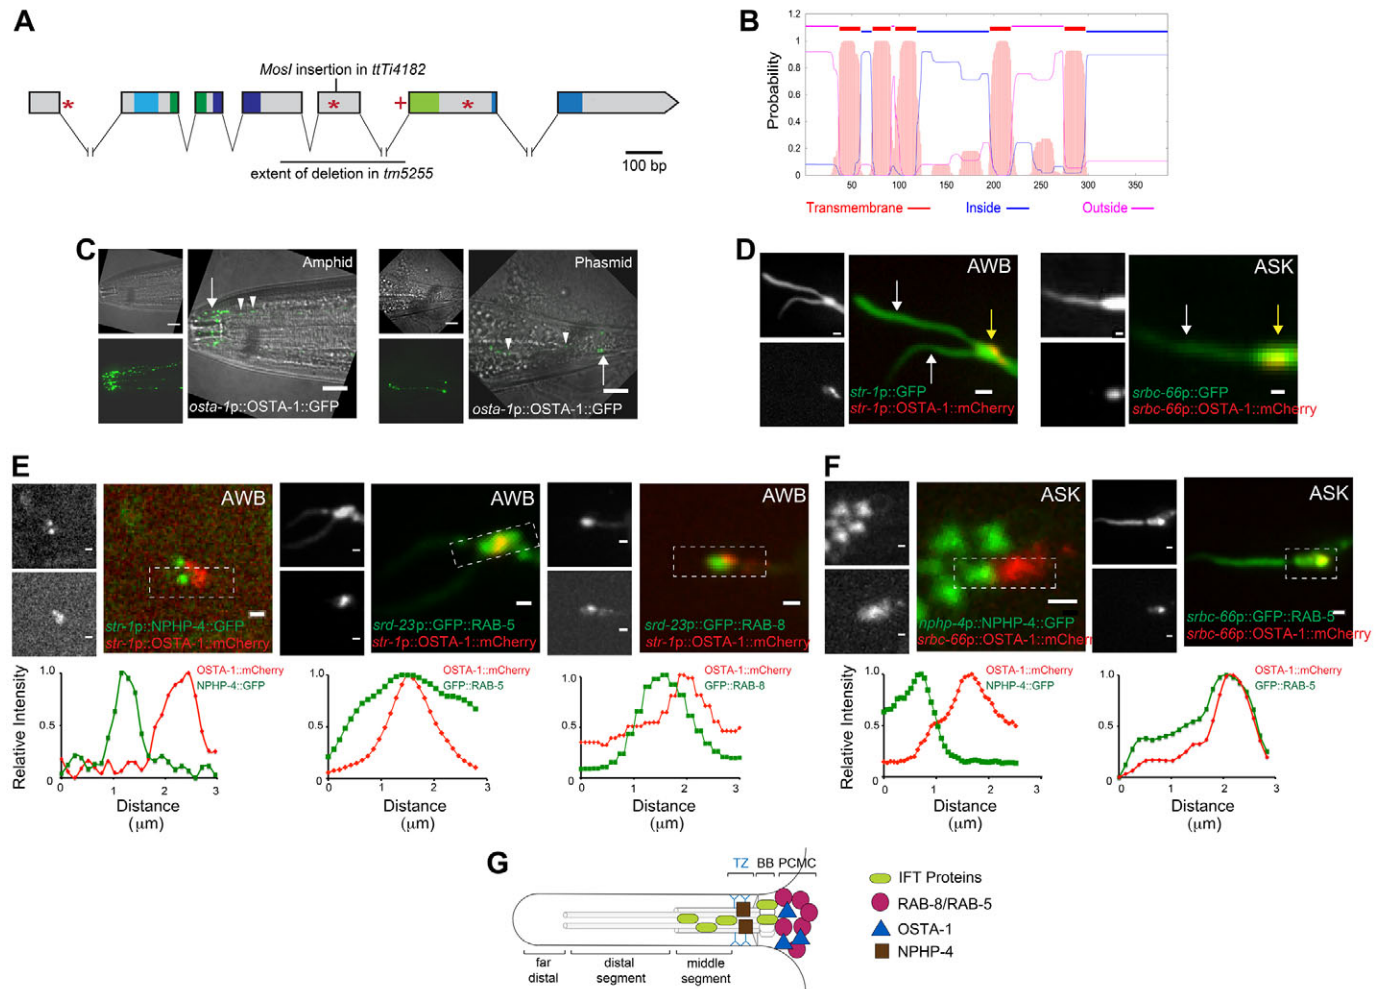 A
MosI insertion in ttTi4182
*
+
*
*
extent of deletion in tm5255
100 bp
B
1.2
1
0.8
0.6
0.4
0.2
0
Probability
50
100
150
200
250
300
350
Transmembrane
Inside
Outside
C
Amphid
osta-1p::OSTA-1::GFP
Phasmid
osta-1p::OSTA-1::GFP
D
AWB
str-1p::GFP
str-1p::OSTA-1::mCherry
ASK
srbc-66p::GFP
srbc-66p::OSTA-1::mCherry
E
AWB
str-1p::NPHP-4::GFP
str-1p::OSTA-1::mCherry
AWB
srd-23p::GFP::RAB-5
str-1p::OSTA-1::mCherry
AWB
srd-23p::GFP::RAB-8
str-1p::OSTA-1::mCherry
Relative Intensity
1.0
0.5
0
1
2
3
OSTA-1::mCherry
NPHP-4::GFP
Distance
(μm)
1.0
0.5
0
1
2
3
OSTA-1::mCherry
GFP::RAB-5
Distance
(μm)
1.0
0.5
0
1
2
3
OSTA-1::mCherry
GFP::RAB-8
Distance
(μm)
F
ASK
nphp-4p::NPHP-4::GFP
srbc-66p::OSTA-1::mCherry
ASK
srbc-66p::GFP::RAB-5
srbc-66p::OSTA-1::mCherry
Relative Intensity
1.0
0.5
0
1
2
3
OSTA-1::mCherry
NPHP-4::GFP
Distance
(μm)
1.0
0.5
0
1
2
3
OSTA-1::mCherry
GFP::RAB-5
Distance
(μm)
G
TZ BB PCMC
far
distal
distal
segment
middle
segment
IFT Proteins
RAB-8/RAB-5
OSTA-1
NPHP-4